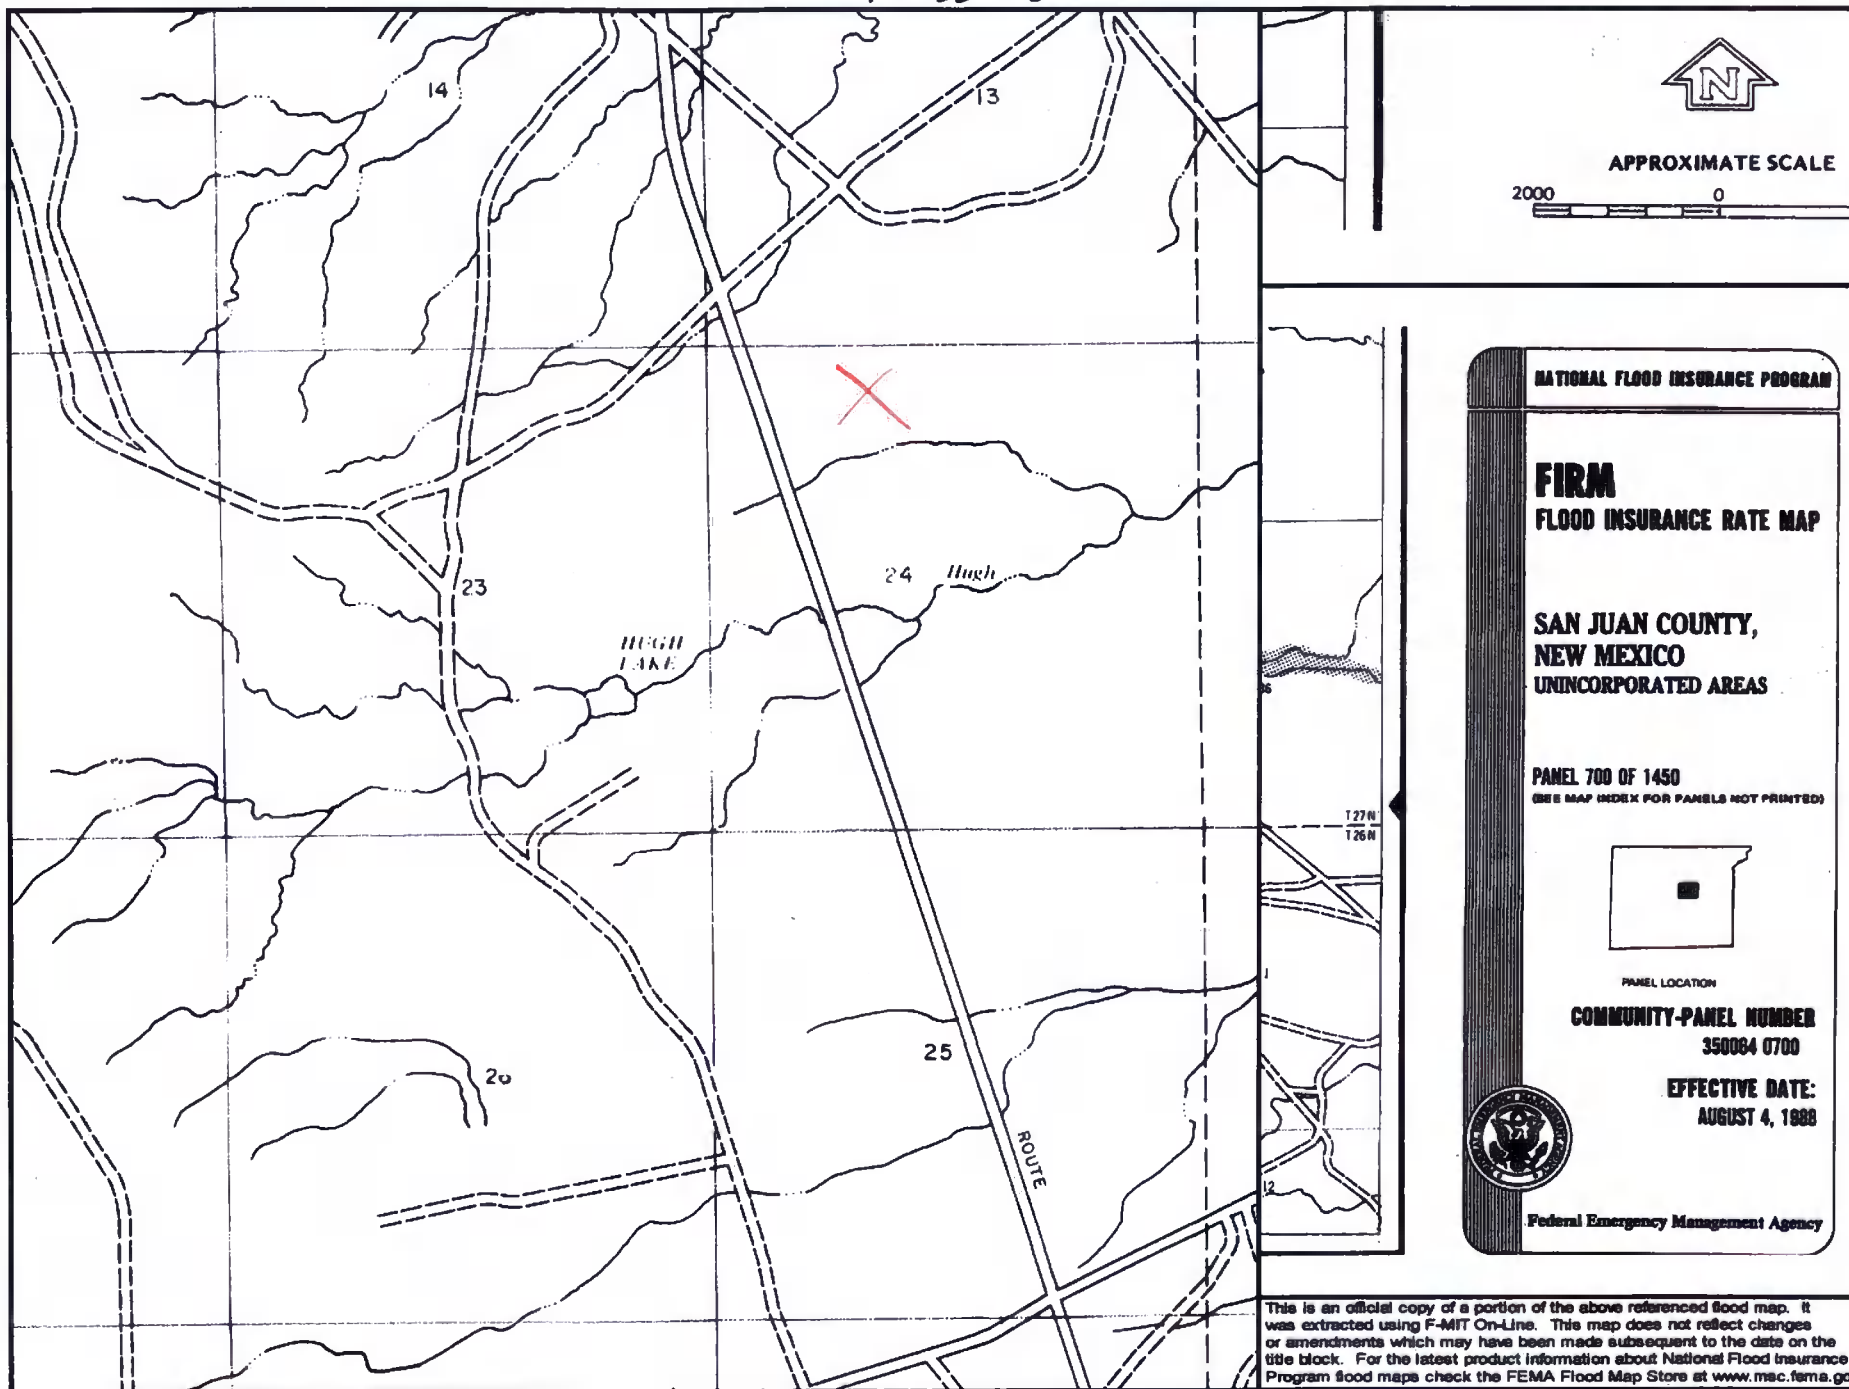 14
13
23
24
Hugh
HUGH
LAKE
25
ROUTE
N
APPROXIMATE SCALE
2000 0
36
T27N
T26N
1
12
NATIONAL FLOOD INSURANCE PROGRAM
FIRM
FLOOD INSURANCE RATE MAP
SAN JUAN COUNTY,
NEW MEXICO
UNINCORPORATED AREAS
PANEL 700 OF 1450
(SEE MAP INDEX FOR PANELS NOT PRINTED)
PANEL LOCATION
COMMUNITY-PANEL NUMBER
350064 0700
EFFECTIVE DATE:
AUGUST 4, 1988
Federal Emergency Management Agency
This is an official copy of a portion of the above referenced flood map. It
was extracted using F-MIT On-Line. This map does not reflect changes
or amendments which may have been made subsequent to the date on the
title block. For the latest product information about National Flood Insurance
Program flood maps check the FEMA Flood Map Store at www.msc.fema.go